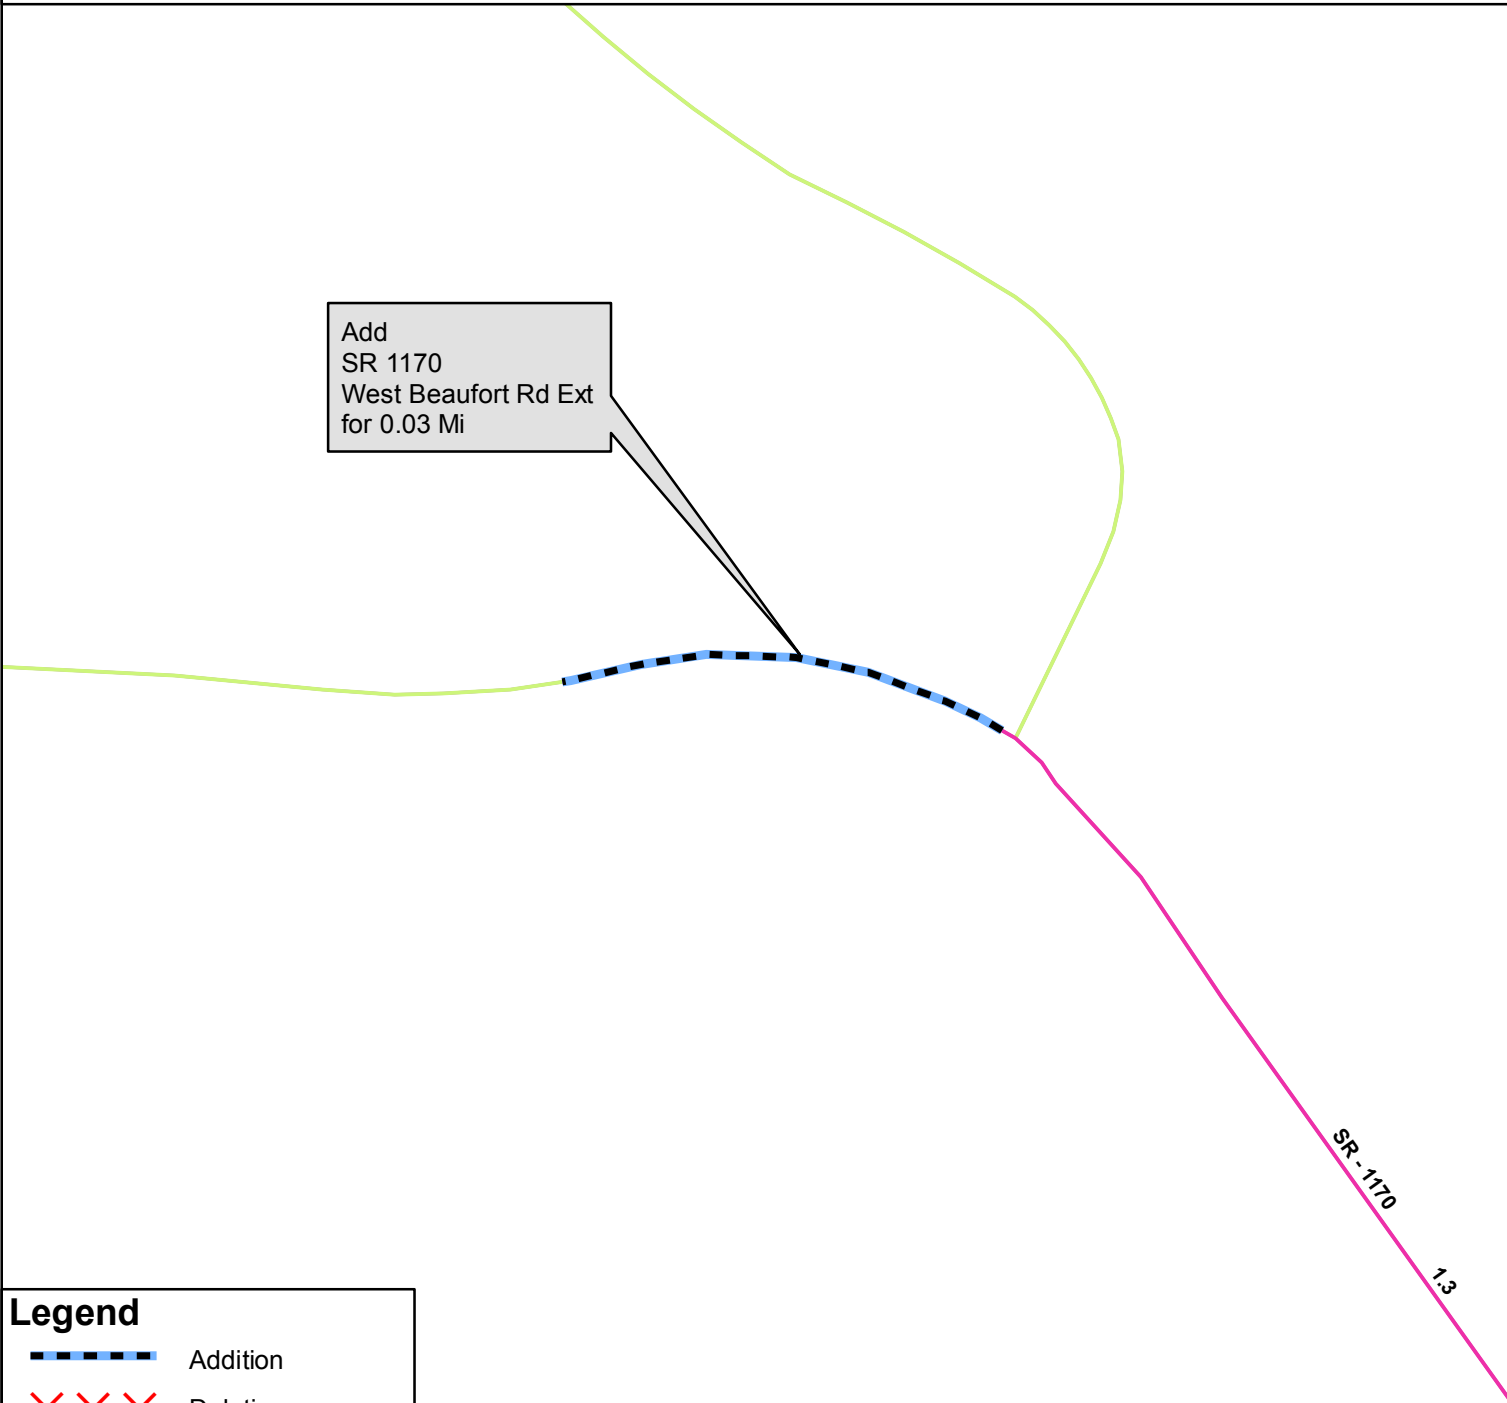 Add
SR 1170
West Beaufort Rd Ext
for 0.03 Mi
SR - 1170
1.3
Legend
Addition